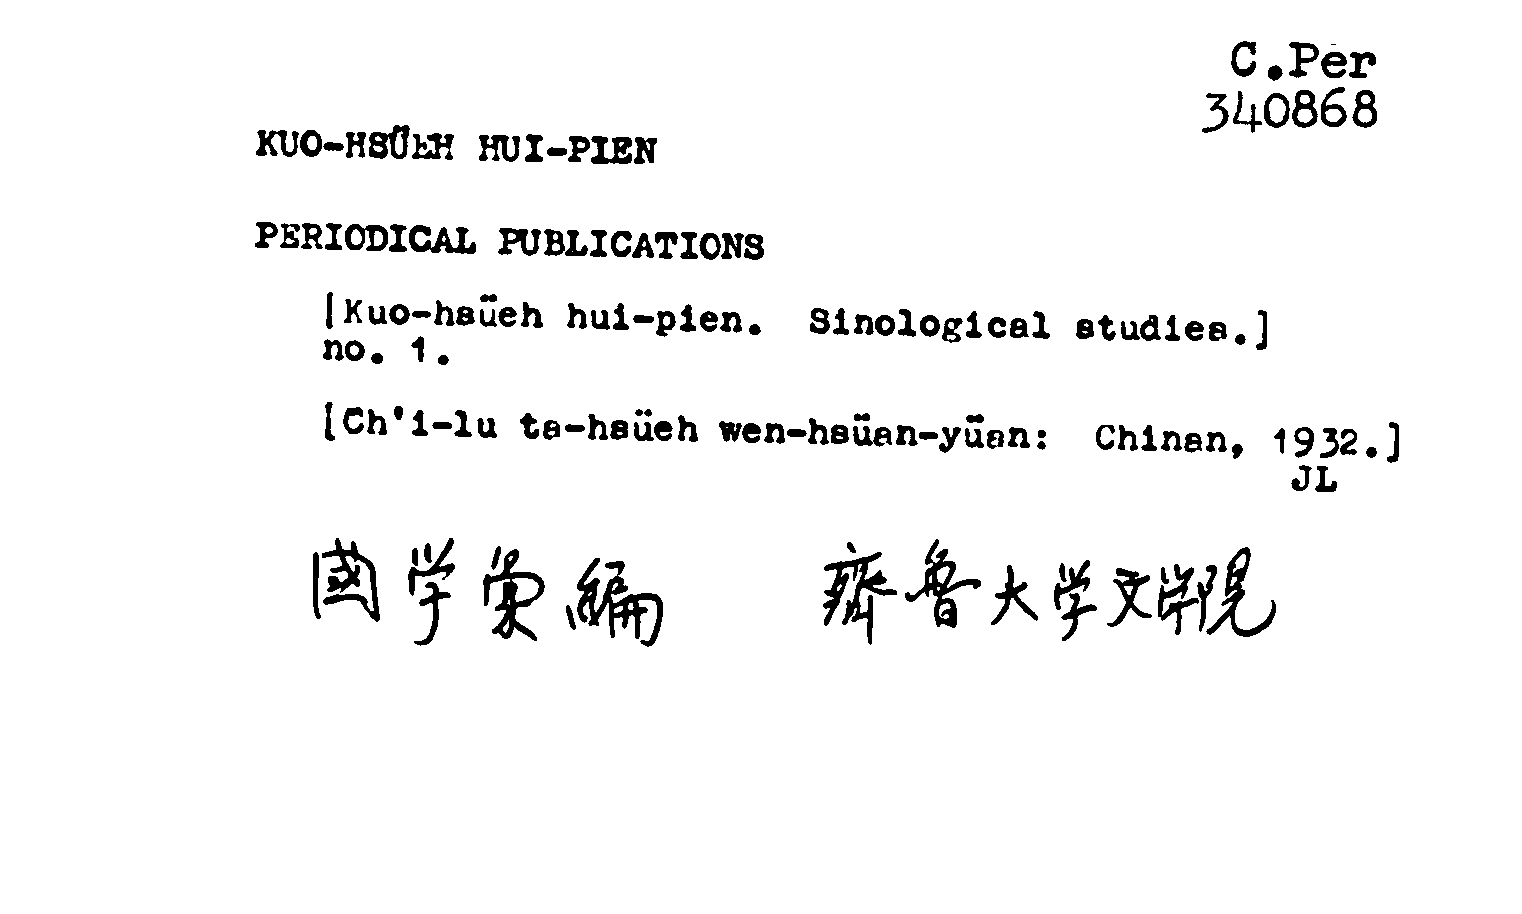 C.Per
340868
KUO-HSÜEH HUI-PIEN
PERIODICAL PUBLICATIONS
[Kuo-hsüeh hui-pien. Sinological studies.]
no. 1.
[Ch'i-lu ta-hsüeh wen-hsüan-yüan: Chinan, 1932.]
JL
國学彙編 齊魯大学文学院